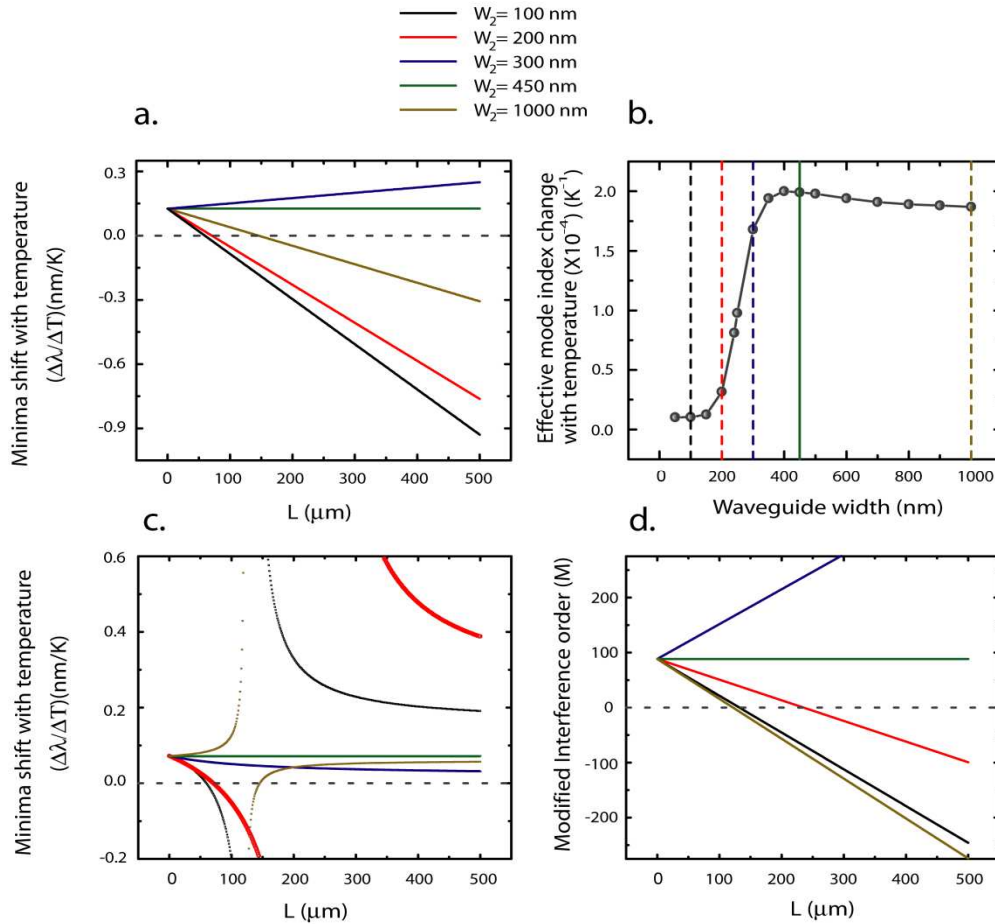 W₂= 100 nm
W₂= 200 nm
W₂= 300 nm
W₂= 450 nm
W₂= 1000 nm
a.
Minima shift with temperature
(Δλ/ΔT)(nm/K)
0.3
0.0
-0.3
-0.6
-0.9
0 100 200 300 400 500
L (μm)
b.
Effective mode index change
with temperature (X10⁻⁴) (K⁻¹)
2.0
1.5
1.0
0.5
0.0
0 200 400 600 800 1000
Waveguide width (nm)
c.
Minima shift with temperature
(Δλ/ΔT)(nm/K)
0.6
0.4
0.2
0.0
-0.2
0 100 200 300 400 500
L (μm)
d.
Modified Interference order (M)
200
100
0
-100
-200
0 100 200 300 400 500
L (μm)